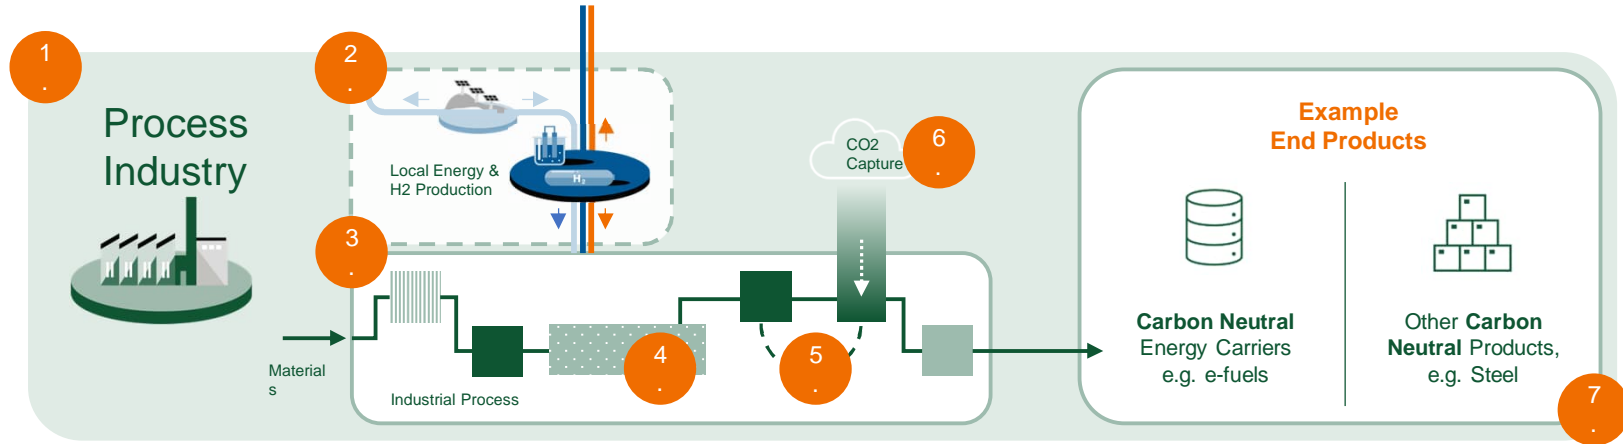 1
.
Process
Industry
2
.
Local Energy &
H2 Production
H2
3
.
Material
s
Industrial Process
4
.
5
.
CO2
Capture
6
.
Example
End Products
Carbon Neutral
Energy Carriers
e.g. e-fuels
Other Carbon
Neutral Products,
e.g. Steel
7
.